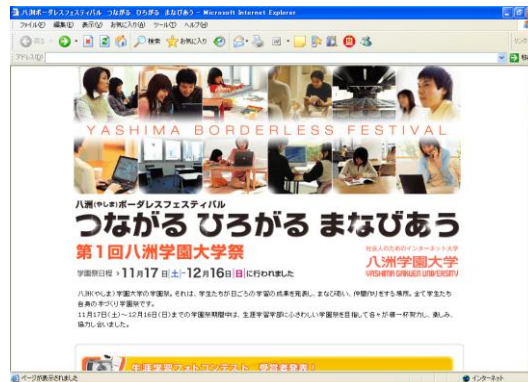 八洲ボーダレスフェスティバル つながる ひろがる まなびあう - Microsoft Internet Explorer
ファイル(F) 編集(E) 表示(V) お気に入り(A) ツール(T) ヘルプ(H)
戻る 検索 お気に入り リンク
アドレス(D) 移動
YASHIMA BORDERLESS FESTIVAL
八洲(やしま)ボーダレスフェスティバル
つながる ひろがる まなびあう
第1回八洲学園大学祭
社会人のためのインターネット大学
八洲学園大学
YASHIMA GAKUEN UNIVERSITY
学園祭日程 > 11月17日|土|-12月16日|日|に行われました
八洲(やしま)学園大学の学園祭。それは、学生たちが日ごろの学習の成果を発表し、まなび吸い、仲間作りをする場所。全て学生たち
自身の手づくり学園祭です。
11月17日(土)~12月16日(日)までの学園祭期間中は、生涯学習学部にふさわしい学園祭を目指して各々が精一杯努力し、楽しみ、
協力し合いました。
生涯学習フォトコンテスト 受賞者発表!
ページが表示されました インターネット